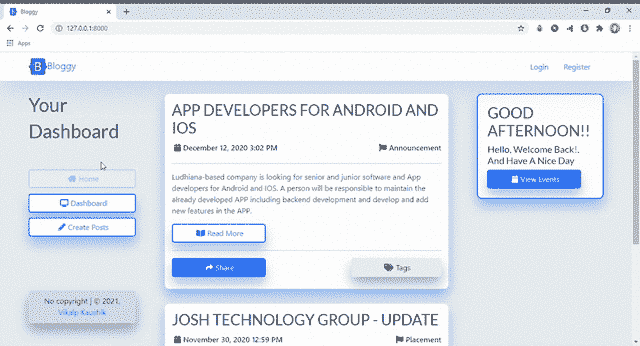 Bloggy
127.0.0.1:8000
Apps
B Bloggy
Login
Register
Your
Dashboard
Home
Dashboard
Create Posts
No copyright | © 2021,
Vikalp Kaushik
APP DEVELOPERS FOR ANDROID AND
IOS
December 12, 2020 3:02 PM
Announcement
Ludhiana-based company is looking for senior and junior software and App
developers for Android and IOS. A person will be responsible to maintain the
already developed APP including backend development and develop and add
new features in the APP.
Read More
Share
Tags
JOSH TECHNOLOGY GROUP - UPDATE
November 30, 2020 12:59 PM
Placement
GOOD
AFTERNOON!!
Hello, Welcome Back!.
And Have A Nice Day
View Events